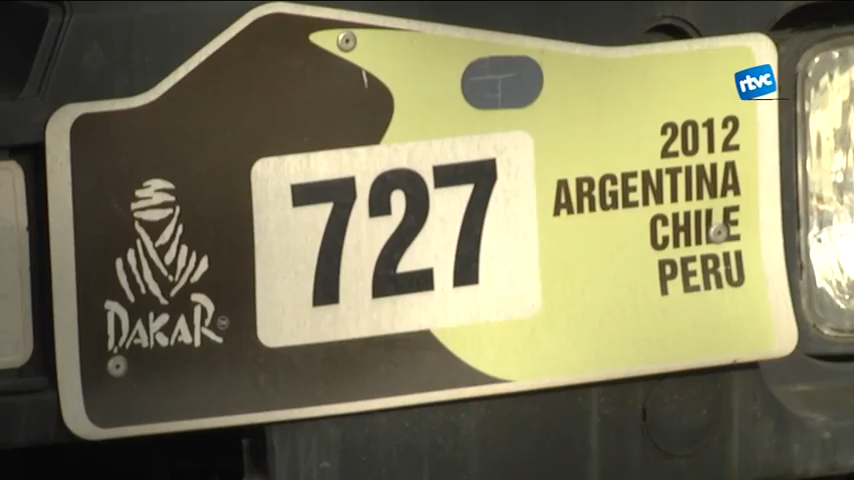 rtvc
2012
ARGENTINA
CHILE
PERU
727
DAKAR